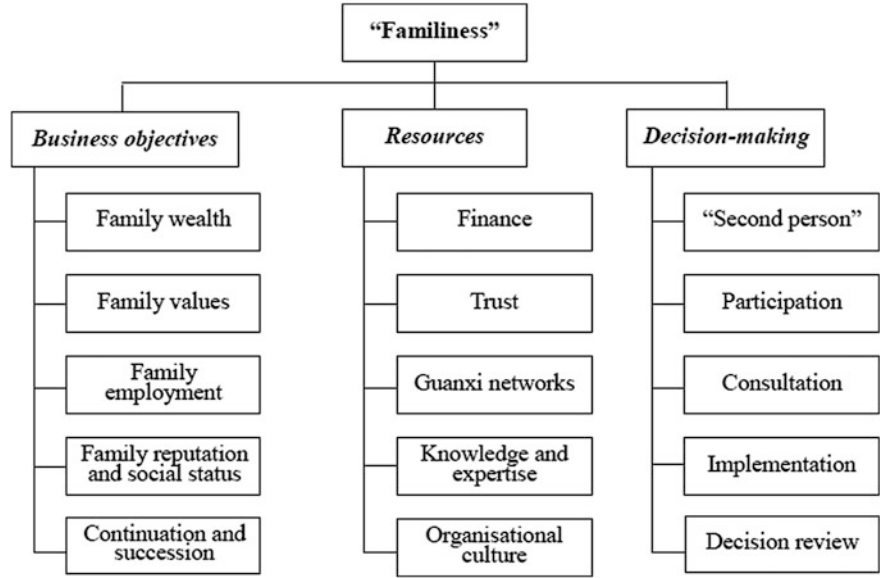 “Familiness”
Business objectives
Family wealth
Family values
Family
employment
Family reputation
and social status
Continuation and
succession
Resources
Finance
Trust
Guanxi networks
Knowledge and
expertise
Organisational
culture
Decision-making
“Second person”
Participation
Consultation
Implementation
Decision review